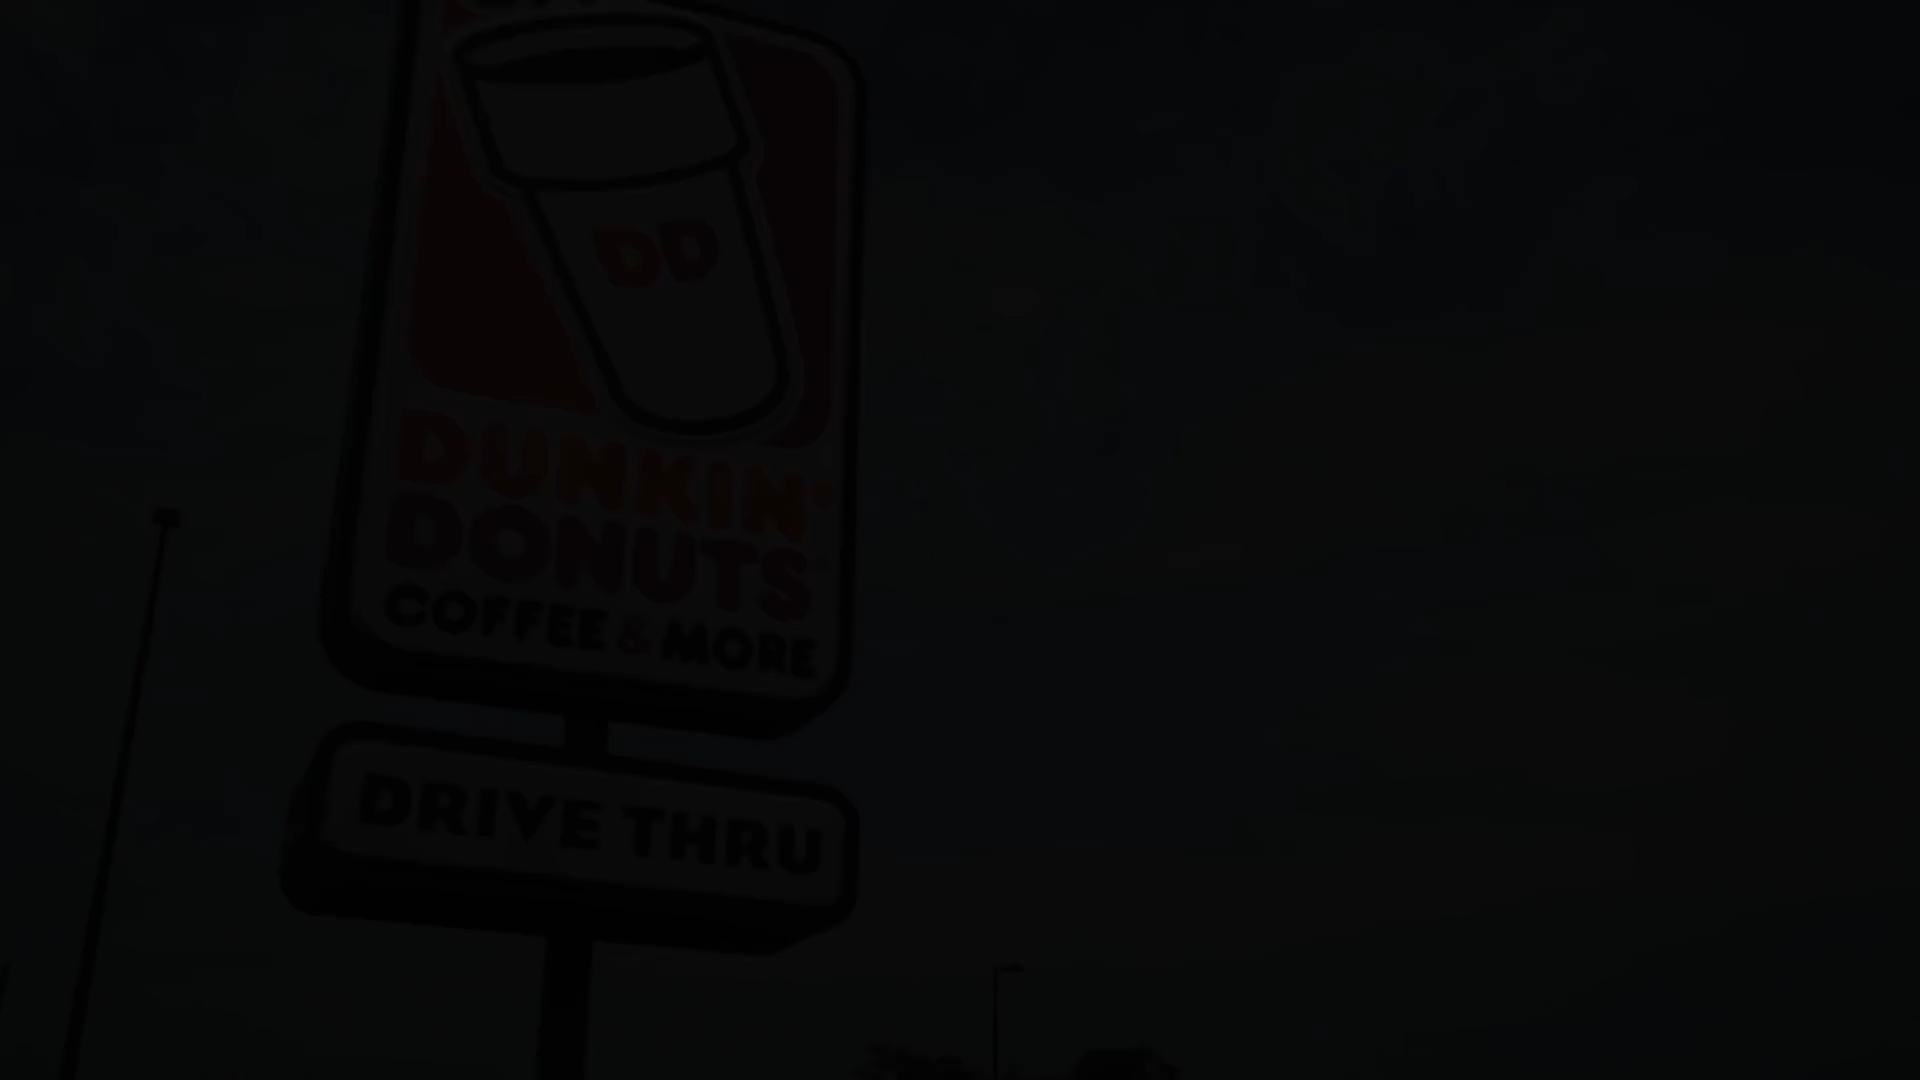 DD
DUNKIN'
DONUTS
COFFEE & MORE
DRIVE THRU